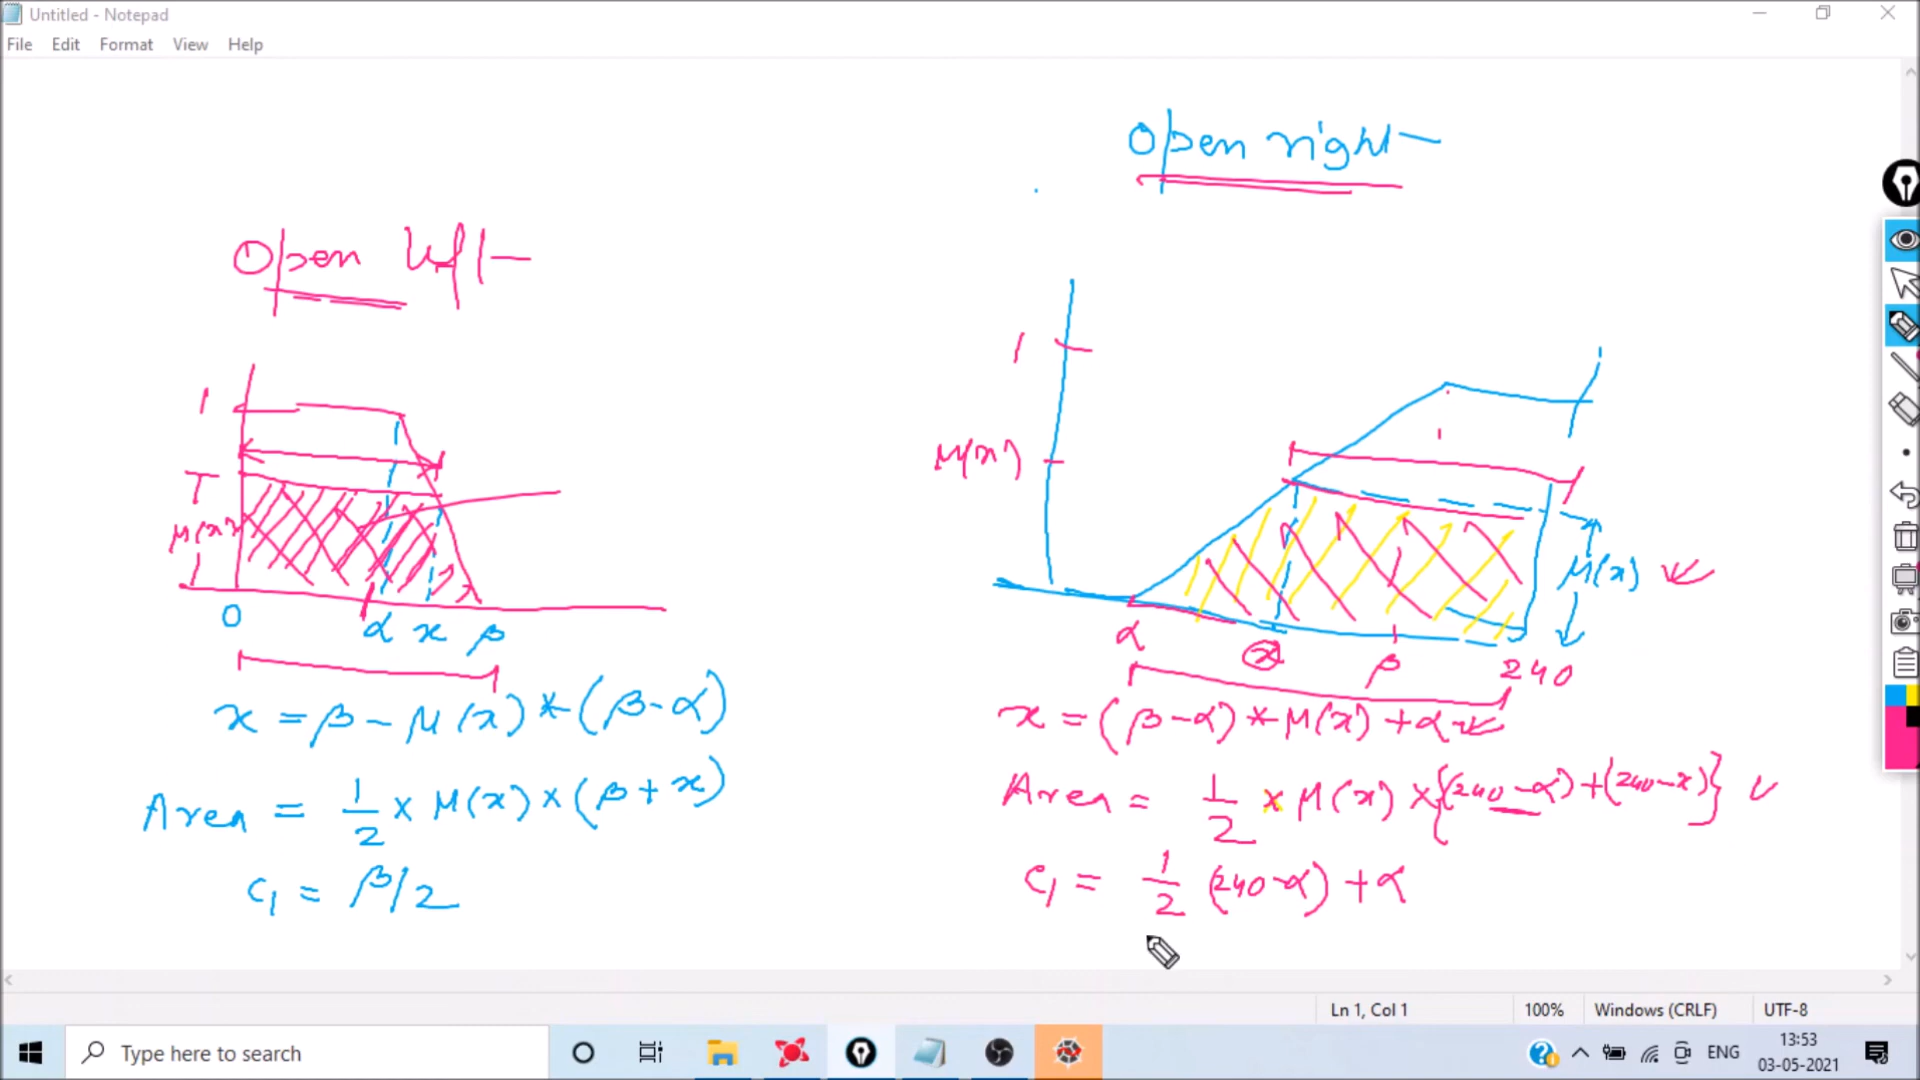 Untitled - Notepad
File Edit Format View Help
Open right
Open left
1
μ(x)
0 α x β
x = β - μ(x) * (β-α)
Area = 1/2 × μ(x) × (β+x)
C1 = β/2
1
μ(x)
μ(x)
α x β 240
x = (β-α) * μ(x) + α
Area = 1/2 × μ(x) × {(240-α)+(240-x)}
C1 = 1/2 (240-α) + α
Ln 1, Col 1 100% Windows (CRLF) UTF-8
Type here to search
ENG
13:53
03-05-2021